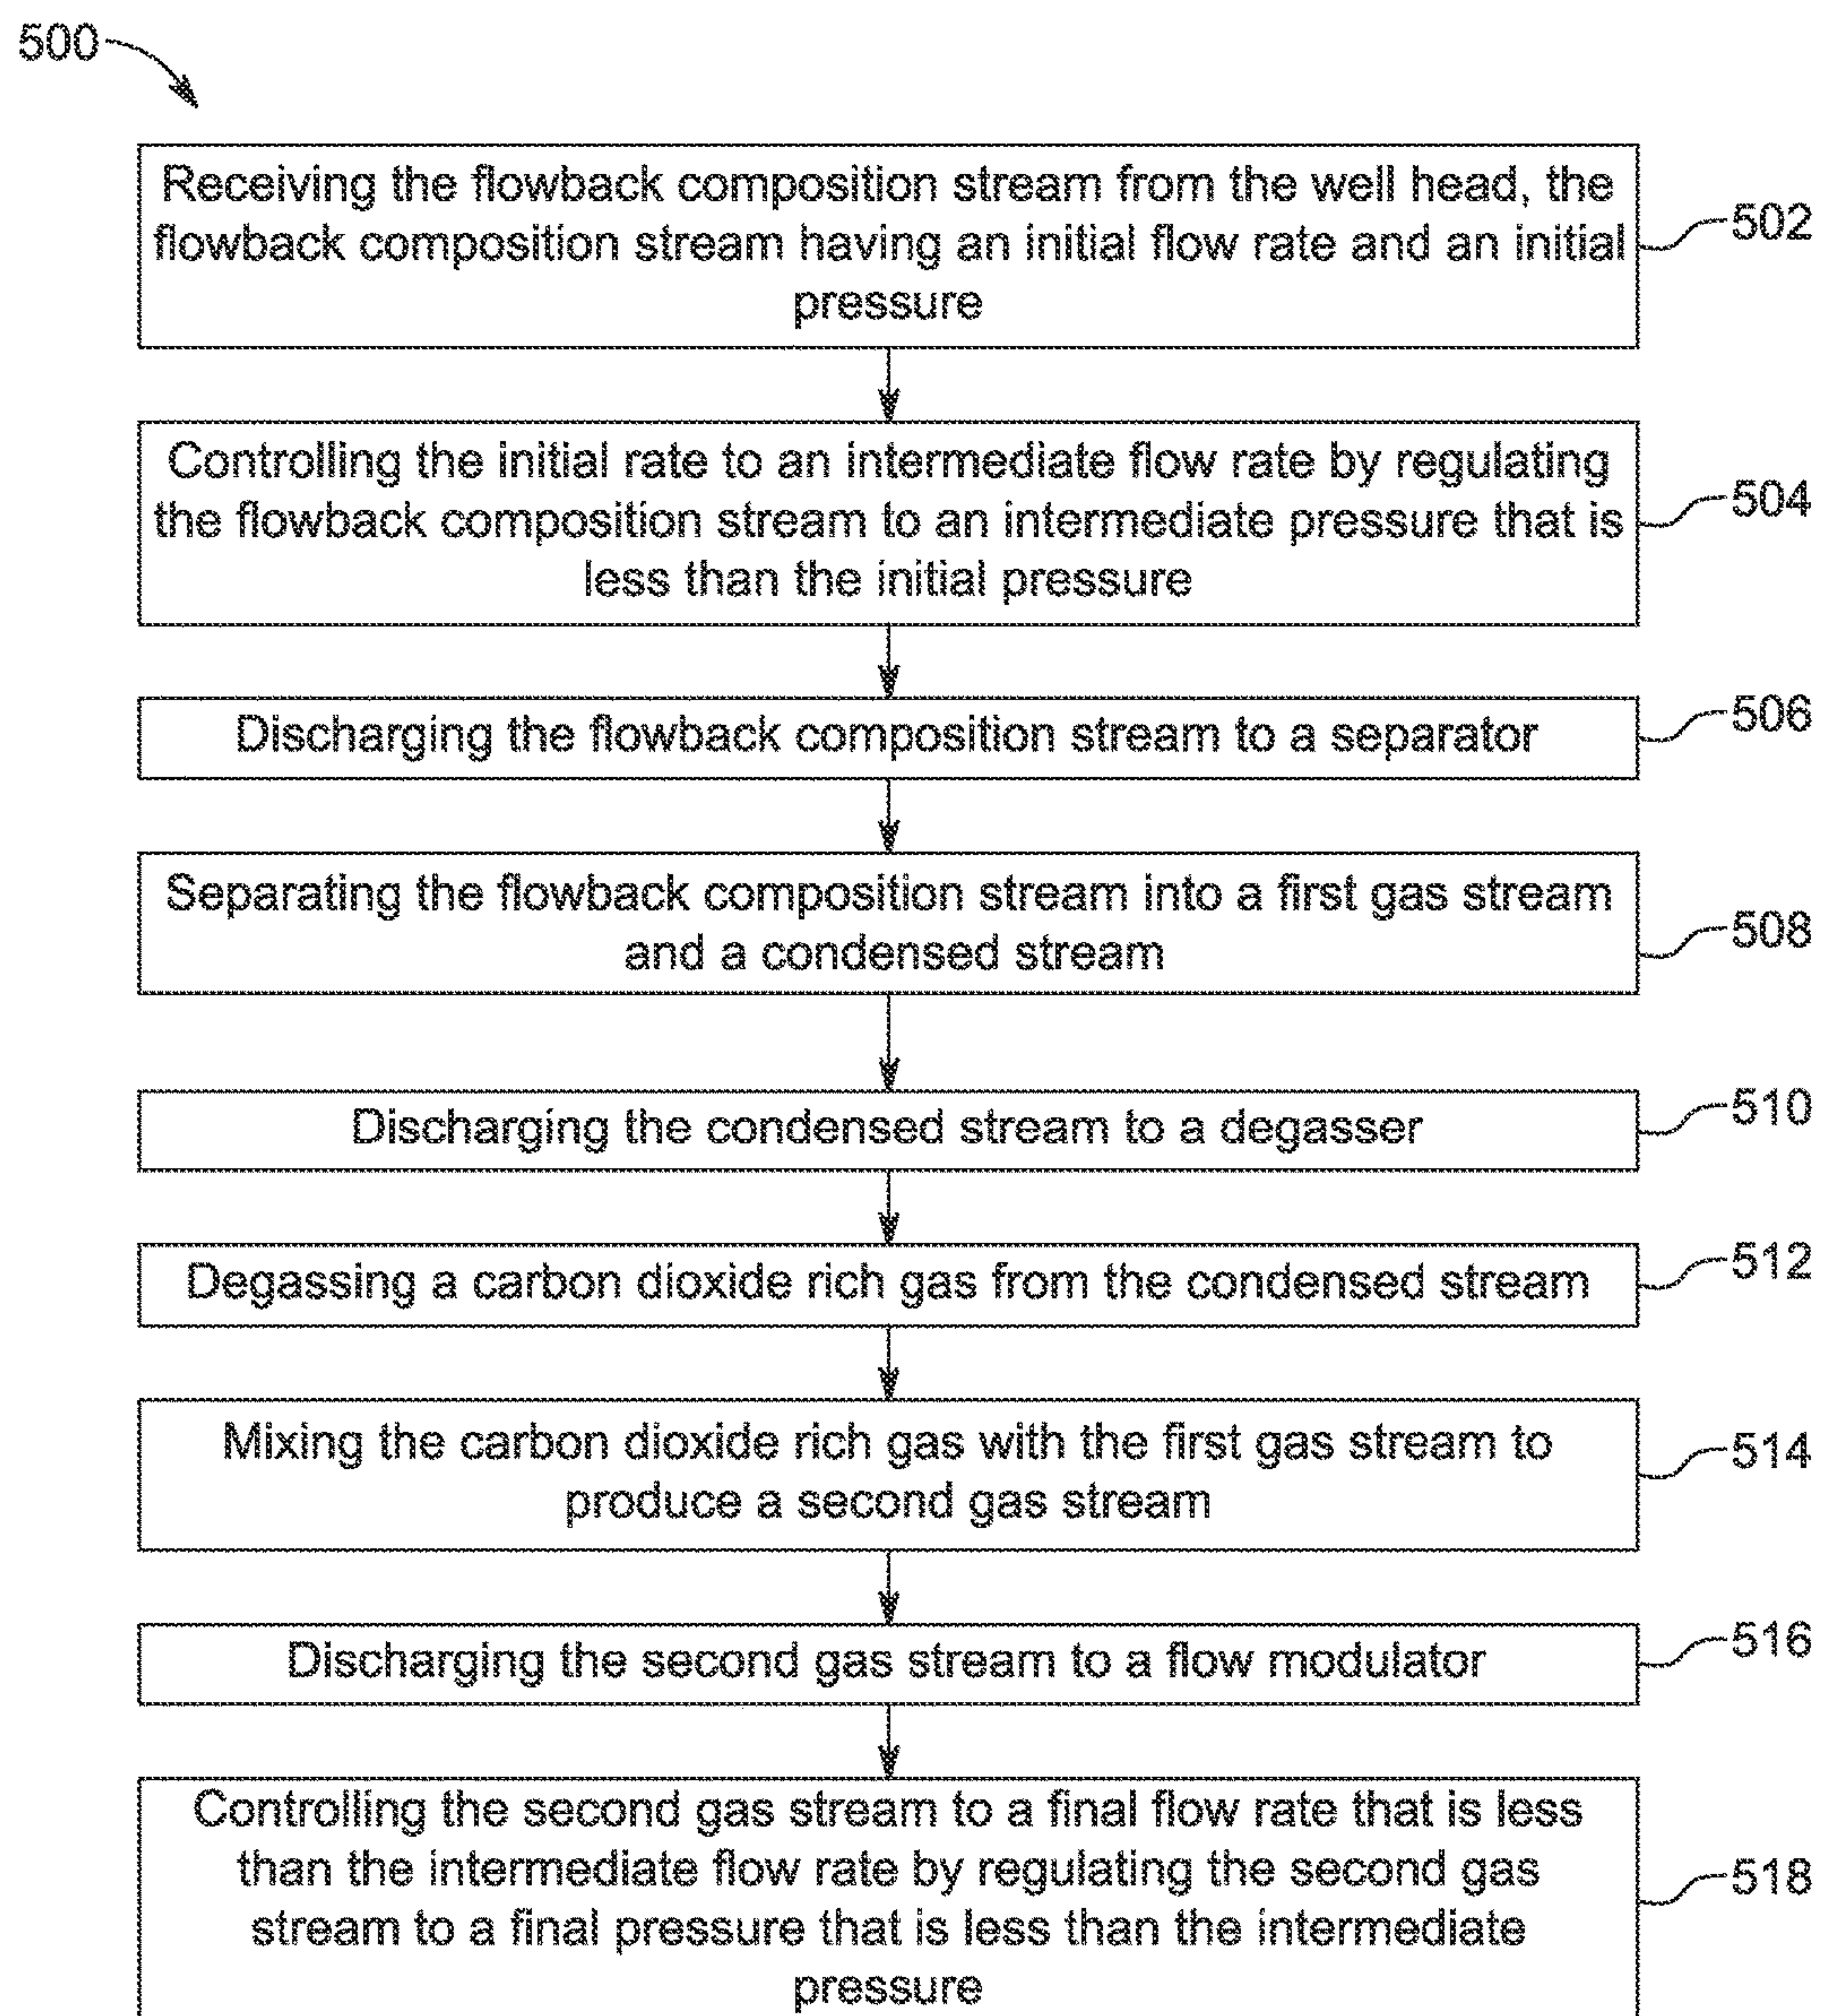 500
Receiving the flowback composition stream from the well head, the
flowback composition stream having an initial flow rate and an initial
pressure
502
Controlling the initial rate to an intermediate flow rate by regulating
the flowback composition stream to an intermediate pressure that is
less than the initial pressure
504
Discharging the flowback composition stream to a separator
506
Separating the flowback composition stream into a first gas stream
and a condensed stream
508
Discharging the condensed stream to a degasser
510
Degassing a carbon dioxide rich gas from the condensed stream
512
Mixing the carbon dioxide rich gas with the first gas stream to
produce a second gas stream
514
Discharging the second gas stream to a flow modulator
516
Controlling the second gas stream to a final flow rate that is less
than the intermediate flow rate by regulating the second gas
stream to a final pressure that is less than the intermediate
pressure
518